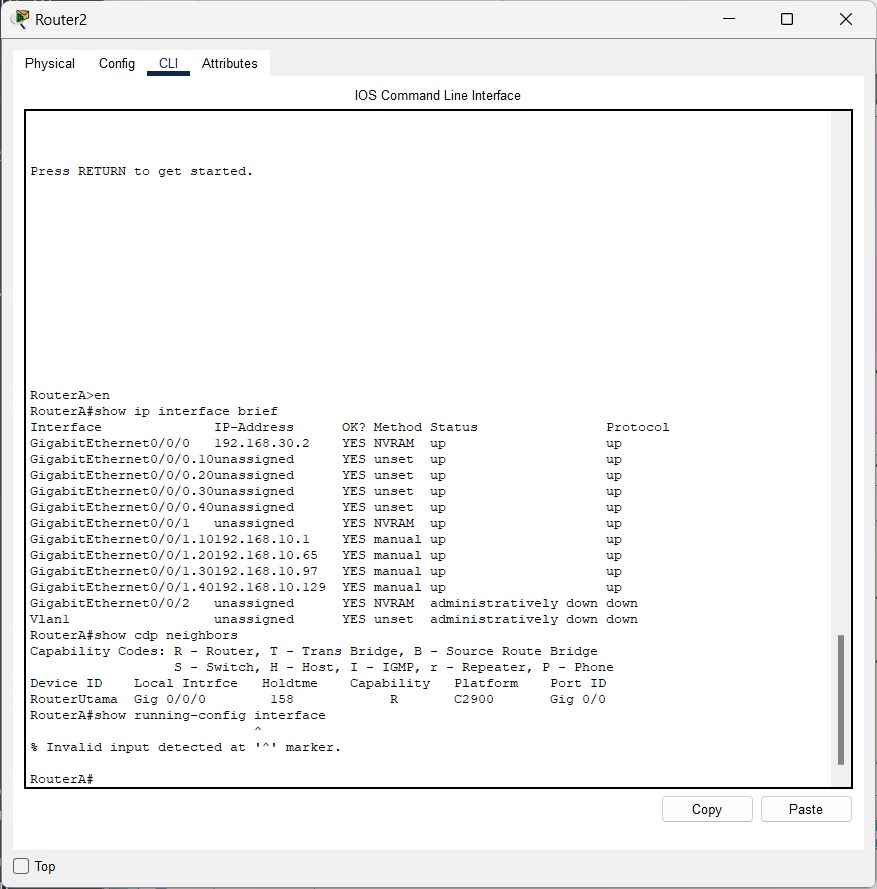 Router2
Physical Config CLI Attributes
IOS Command Line Interface
Press RETURN to get started.
RouterA>en
RouterA#show ip interface brief
Interface              IP-Address      OK? Method Status                Protocol
GigabitEthernet0/0/0   192.168.30.2    YES NVRAM  up                    up
GigabitEthernet0/0/0.10unassigned      YES unset  up                    up
GigabitEthernet0/0/0.20unassigned      YES unset  up                    up
GigabitEthernet0/0/0.30unassigned      YES unset  up                    up
GigabitEthernet0/0/0.40unassigned      YES unset  up                    up
GigabitEthernet0/0/1   unassigned      YES NVRAM  up                    up
GigabitEthernet0/0/1.10192.168.10.1    YES manual up                    up
GigabitEthernet0/0/1.20192.168.10.65   YES manual up                    up
GigabitEthernet0/0/1.30192.168.10.97   YES manual up                    up
GigabitEthernet0/0/1.40192.168.10.129  YES manual up                    up
GigabitEthernet0/0/2   unassigned      YES NVRAM  administratively down down
Vlan1                  unassigned      YES unset  administratively down down
RouterA#show cdp neighbors
Capability Codes: R - Router, T - Trans Bridge, B - Source Route Bridge
                  S - Switch, H - Host, I - IGMP, r - Repeater, P - Phone
Device ID    Local Intrfce   Holdtme    Capability   Platform    Port ID
RouterUtama  Gig 0/0/0        158            R       C2900       Gig 0/0
RouterA#show running-config interface
                            ^
% Invalid input detected at '^' marker.
RouterA#
Copy Paste
Top